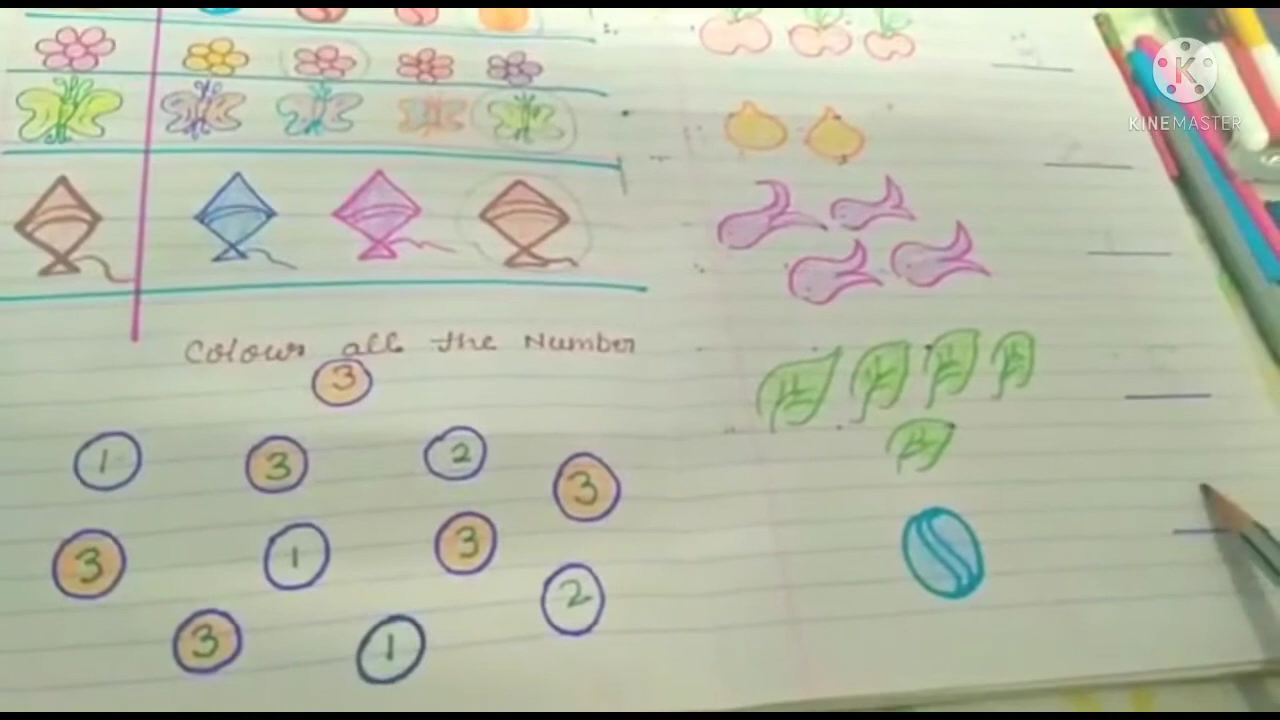 K
KINEMASTER
Colour all the Number
3
1 3 2 3
3 1 3 2
3 1